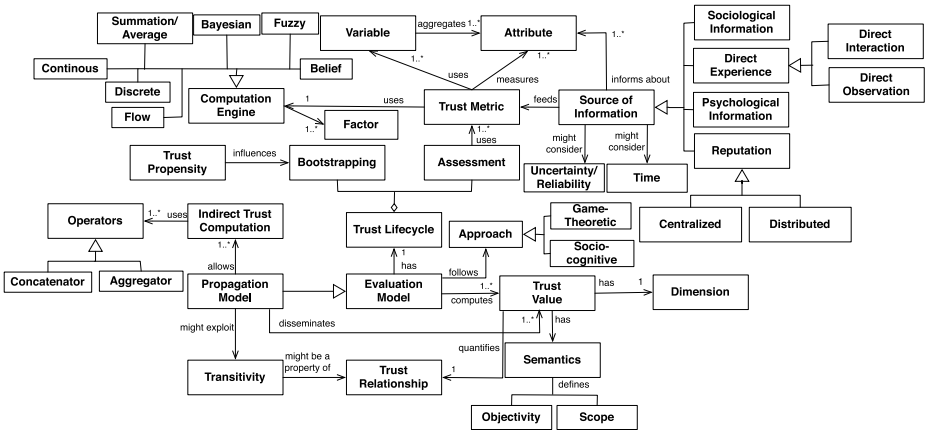 Summation/
Average
Bayesian
Fuzzy
Continous
Discrete
Flow
Belief
Computation
Engine
1..*
Factor
1
uses
Variable
aggregates
1..*
Attribute
1..*
uses
1..*
measures
1..*
informs about
Trust Metric
feeds
Source of
Information
Sociological
Information
Direct
Experience
Direct
Interaction
Direct
Observation
Psychological
Information
Reputation
Centralized
Distributed
might
consider
might
consider
Uncertainty/
Reliability
Time
Trust
Propensity
influences
Bootstrapping
1..*
uses
Assessment
Trust Lifecycle
Operators
1..*
uses
Indirect Trust
Computation
Concatenator
Aggregator
1..*
allows
Propagation
Model
1
has
Evaluation
Model
follows
Approach
Game-
Theoretic
Socio-
cognitive
1..*
computes
Trust
Value
has
1
Dimension
might exploit
disseminates
1..*
has
quantifies
1
Transitivity
might be a
property of
Trust
Relationship
Semantics
defines
Objectivity
Scope